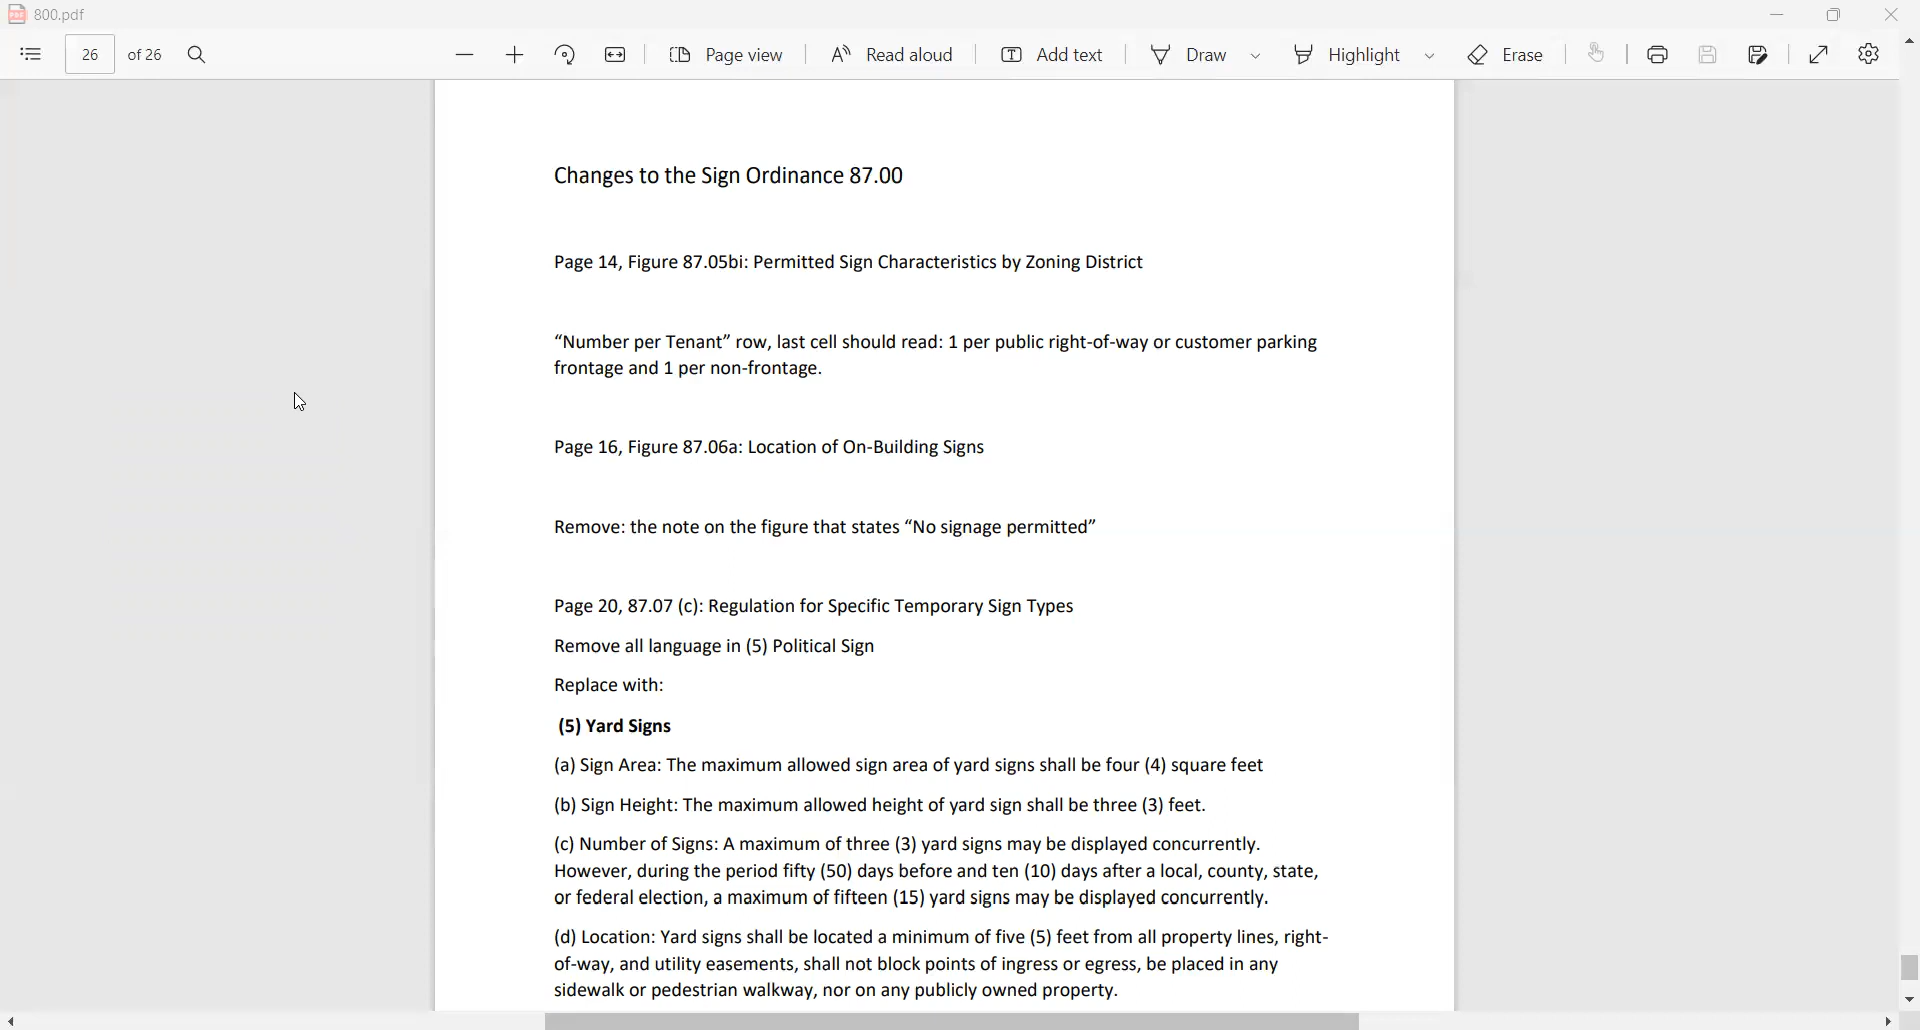 800.pdf
26 of 26 Page view Read aloud Add text Draw Highlight Erase
Changes to the Sign Ordinance 87.00
Page 14, Figure 87.05bi: Permitted Sign Characteristics by Zoning District
“Number per Tenant” row, last cell should read: 1 per public right-of-way or customer parking
frontage and 1 per non-frontage.
Page 16, Figure 87.06a: Location of On-Building Signs
Remove: the note on the figure that states “No signage permitted”
Page 20, 87.07 (c): Regulation for Specific Temporary Sign Types
Remove all language in (5) Political Sign
Replace with:
(5) Yard Signs
(a) Sign Area: The maximum allowed sign area of yard signs shall be four (4) square feet
(b) Sign Height: The maximum allowed height of yard sign shall be three (3) feet.
(c) Number of Signs: A maximum of three (3) yard signs may be displayed concurrently.
However, during the period fifty (50) days before and ten (10) days after a local, county, state,
or federal election, a maximum of fifteen (15) yard signs may be displayed concurrently.
(d) Location: Yard signs shall be located a minimum of five (5) feet from all property lines, right-
of-way, and utility easements, shall not block points of ingress or egress, be placed in any
sidewalk or pedestrian walkway, nor on any publicly owned property.